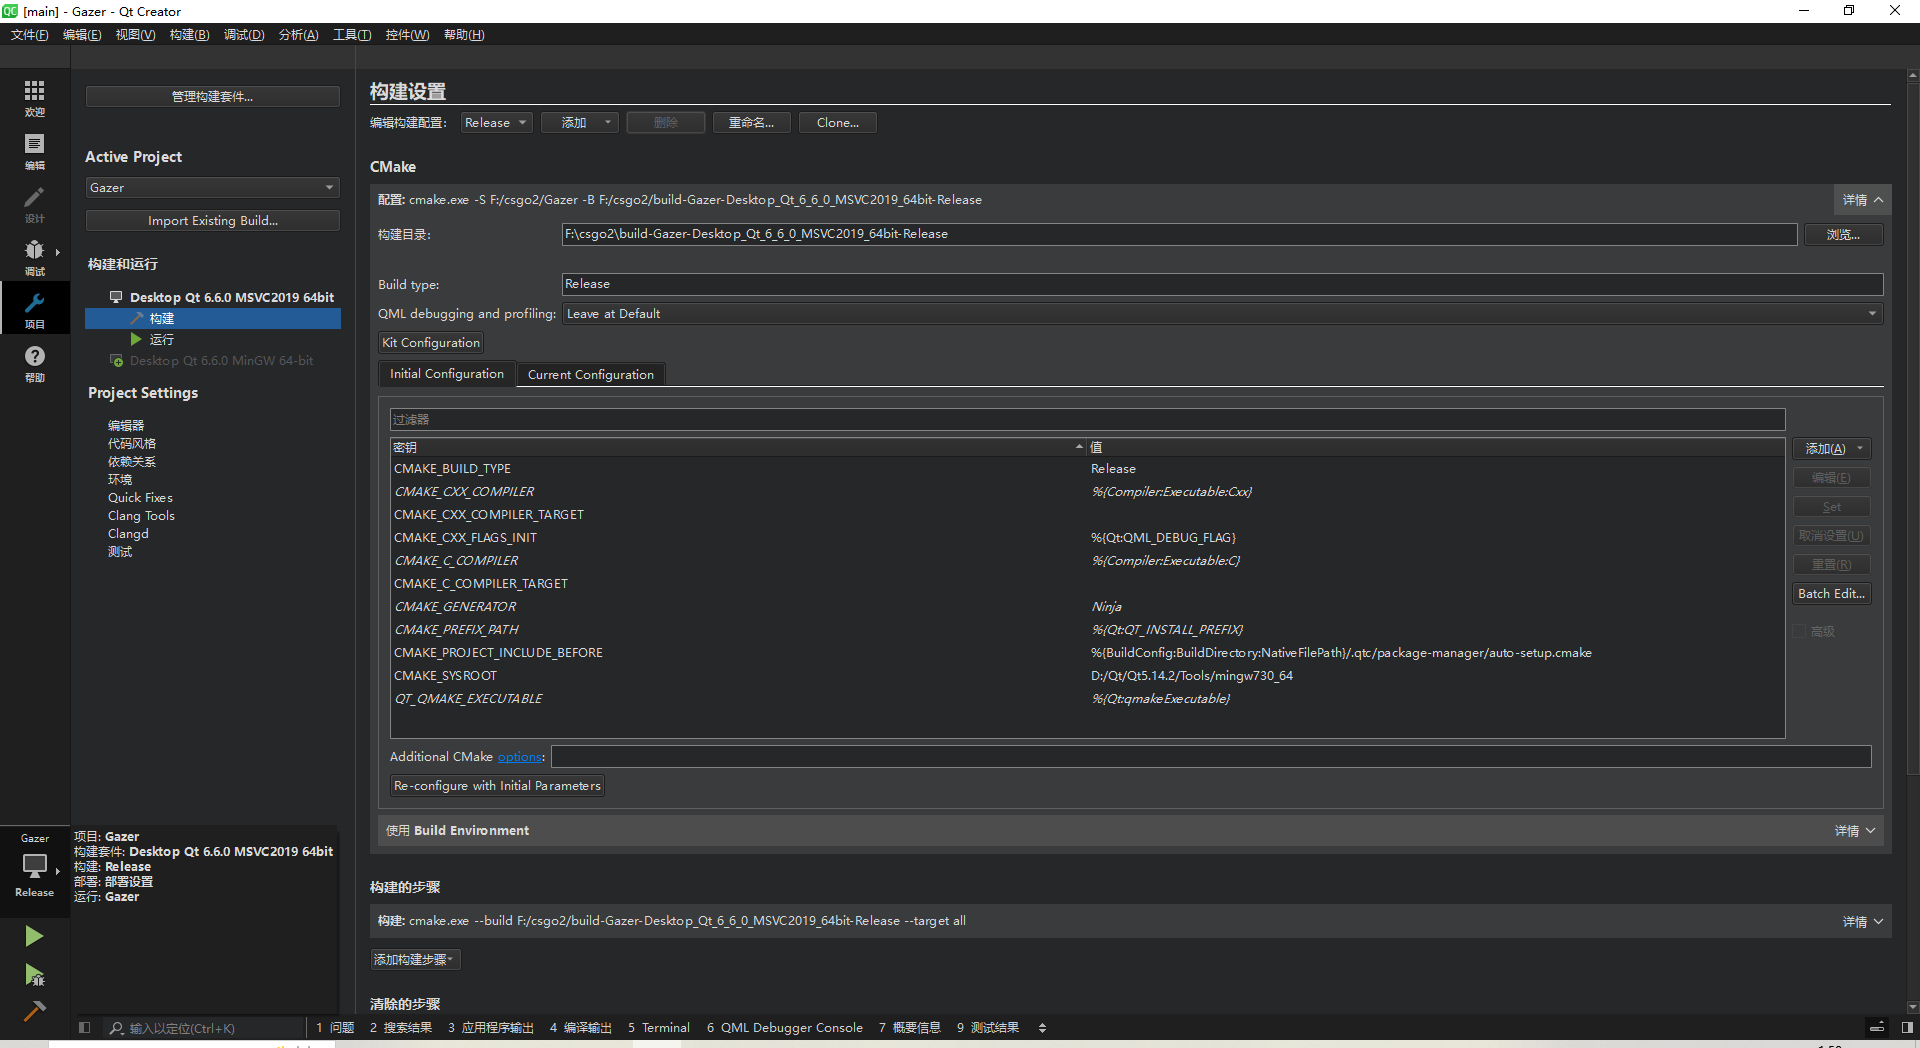 [main] - Gazer - Qt Creator
文件(F) 编辑(E) 视图(V) 构建(B) 调试(D) 分析(A) 工具(T) 控件(W) 帮助(H)
欢迎
编辑
设计
调试
项目
帮助
管理构建套件...
Active Project
Gazer
Import Existing Build...
构建和运行
Desktop Qt 6.6.0 MSVC2019 64bit
构建
运行
Desktop Qt 6.6.0 MinGW 64-bit
Project Settings
编辑器
代码风格
依赖关系
环境
Quick Fixes
Clang Tools
Clangd
测试
构建设置
编辑构建配置: Release 添加 删除 重命名... Clone...
CMake
配置: cmake.exe -S F:/csgo2/Gazer -B F:/csgo2/build-Gazer-Desktop_Qt_6_6_0_MSVC2019_64bit-Release 详情
构建目录: F:\csgo2\build-Gazer-Desktop_Qt_6_6_0_MSVC2019_64bit-Release 浏览...
Build type: Release
QML debugging and profiling: Leave at Default
Kit Configuration
Initial Configuration Current Configuration
过滤器
密钥 值
CMAKE_BUILD_TYPE Release
CMAKE_CXX_COMPILER %{Compiler:Executable:Cxx}
CMAKE_CXX_COMPILER_TARGET
CMAKE_CXX_FLAGS_INIT %{Qt:QML_DEBUG_FLAG}
CMAKE_C_COMPILER %{Compiler:Executable:C}
CMAKE_C_COMPILER_TARGET
CMAKE_GENERATOR Ninja
CMAKE_PREFIX_PATH %{Qt:QT_INSTALL_PREFIX}
CMAKE_PROJECT_INCLUDE_BEFORE %{BuildConfig:BuildDirectory:NativeFilePath}/.qtc/package-manager/auto-setup.cmake
CMAKE_SYSROOT D:/Qt/Qt5.14.2/Tools/mingw730_64
QT_QMAKE_EXECUTABLE %{Qt:qmakeExecutable}
添加(A)
编辑(E)
Set
取消设置(U)
重置(R)
Batch Edit...
高级
Additional CMake options:
Re-configure with Initial Parameters
使用 Build Environment 详情
构建的步骤
构建: cmake.exe --build F:/csgo2/build-Gazer-Desktop_Qt_6_6_0_MSVC2019_64bit-Release --target all 详情
添加构建步骤
清除的步骤
Gazer
Release
项目: Gazer
构建套件: Desktop Qt 6.6.0 MSVC2019 64bit
构建: Release
部署: 部署设置
运行: Gazer
输入以定位(Ctrl+K) 1 问题 2 搜索结果 3 应用程序输出 4 编译输出 5 Terminal 6 QML Debugger Console 7 概要信息 9 测试结果